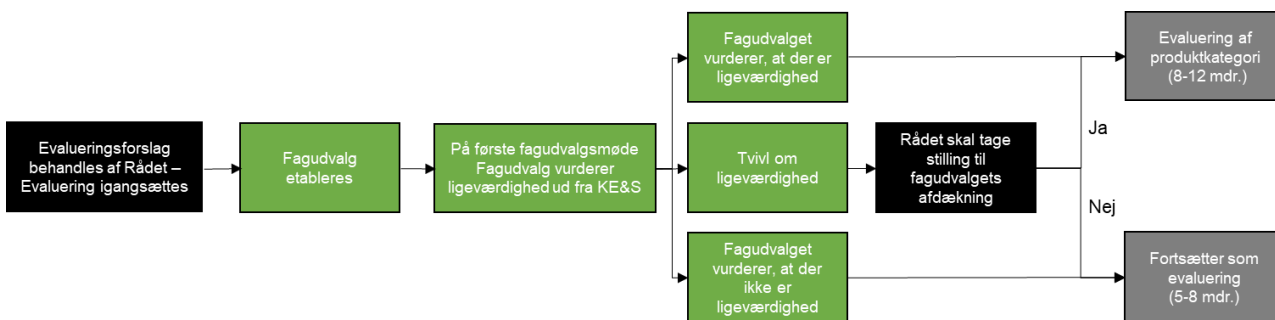 Evalueringsforslag
behandles af Rådet –
Evaluering igangsættes
Fagudvalg
etableres
På første fagudvalgsmøde
Fagudvalg vurderer
ligeværdighed ud fra KE&S
Fagudvalget
vurderer, at der er
ligeværdighed
Tvivl om
ligeværdighed
Fagudvalget
vurderer, at der
ikke er
ligeværdighed
Rådet skal tage
stilling til
fagudvalgets
afdækning
Ja
Nej
Evaluering af
produktkategori
(8-12 mdr.)
Fortsætter som
evaluering
(5-8 mdr.)